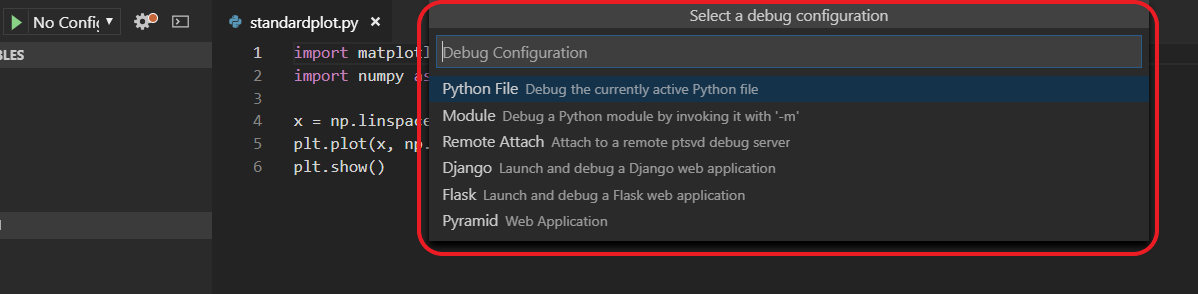 No Config
standardplot.py
Select a debug configuration
BLES
Debug Configuration
1 import matplotl
2 import numpy as
3
4 x = np.linspace
5 plt.plot(x, np.
6 plt.show()
Python File Debug the currently active Python file
Module Debug a Python module by invoking it with '-m'
Remote Attach Attach to a remote ptsvd debug server
Django Launch and debug a Django web application
Flask Launch and debug a Flask web application
Pyramid Web Application